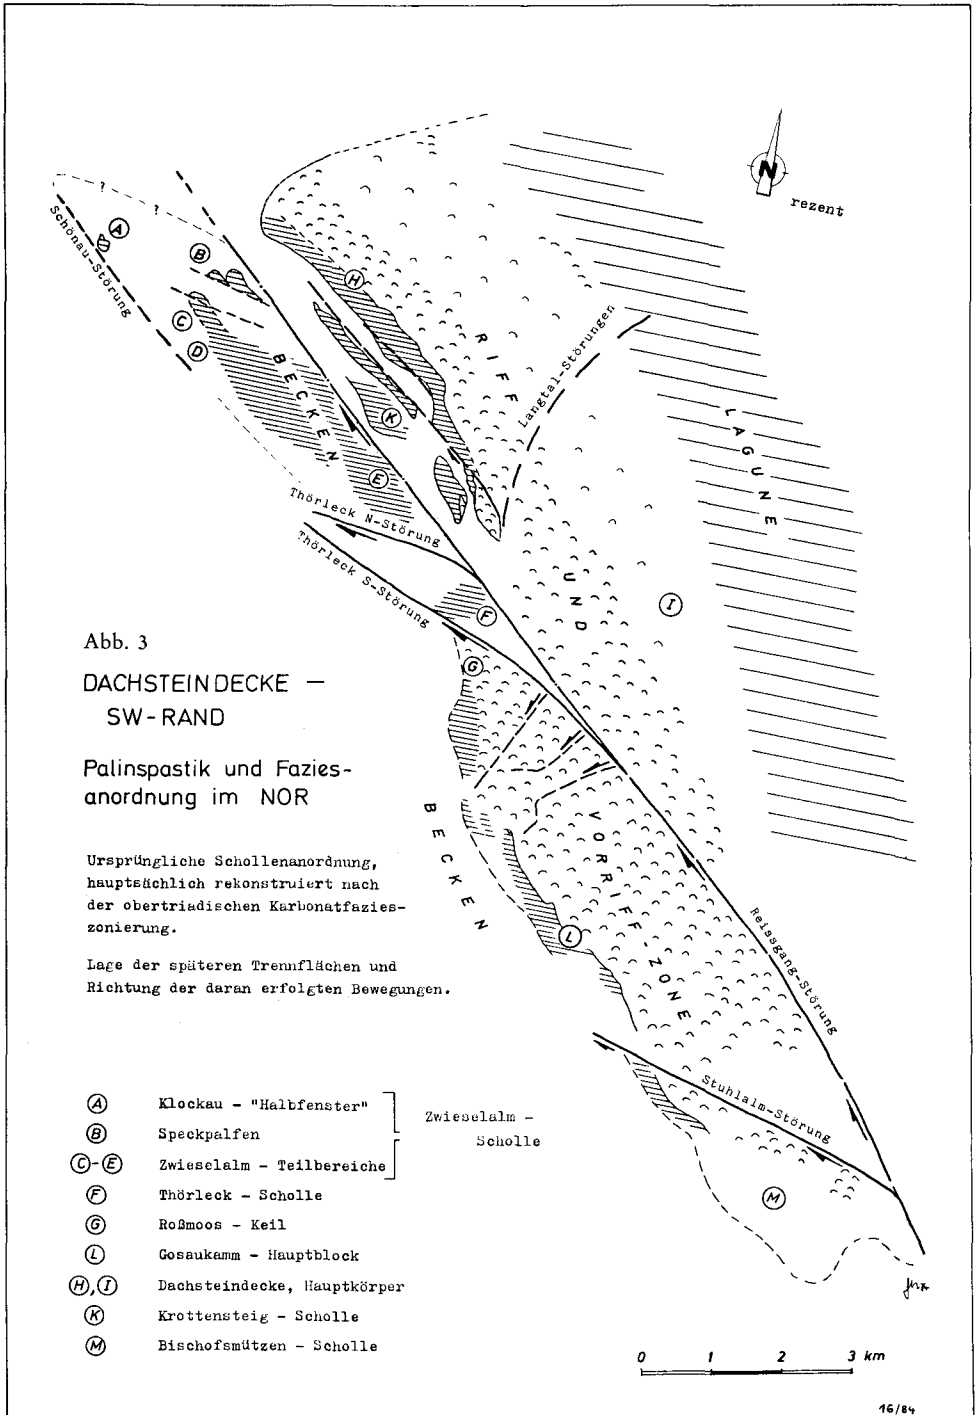 N
rezent
?
?
A
Schönau-Störung
B
C
D
H
BECKEN
RIFF
Langtal-Störungen
K
LAGUNE
E
Thörleck N-Störung
Thörleck S-Störung
UND
I
F
G
Abb. 3
DACHSTEINDECKE —
SW-RAND
Palinspastik und Fazies-
anordnung im NOR
BECKEN
VORRIFF-ZONE
Ursprüngliche Schollenanordnung,
hauptsächlich rekonstruiert nach
der obertriadischen Karbonatfazies-
zonierung.
L
Reissgang-Störung
Lage der späteren Trennflächen und
Richtung der daran erfolgten Bewegungen.
Stuhlalm-Störung
M
A Klockau - "Halbfenster"
B Speckpalfen
Zwieselalm -
Scholle
C-E Zwieselalm - Teilbereiche
F Thörleck - Scholle
G Roßmoos - Keil
L Gosaukamm - Hauptblock
H,I Dachsteindecke, Hauptkörper
K Krottensteig - Scholle
M Bischofsmützen - Scholle
0 1 2 3 km
16/84